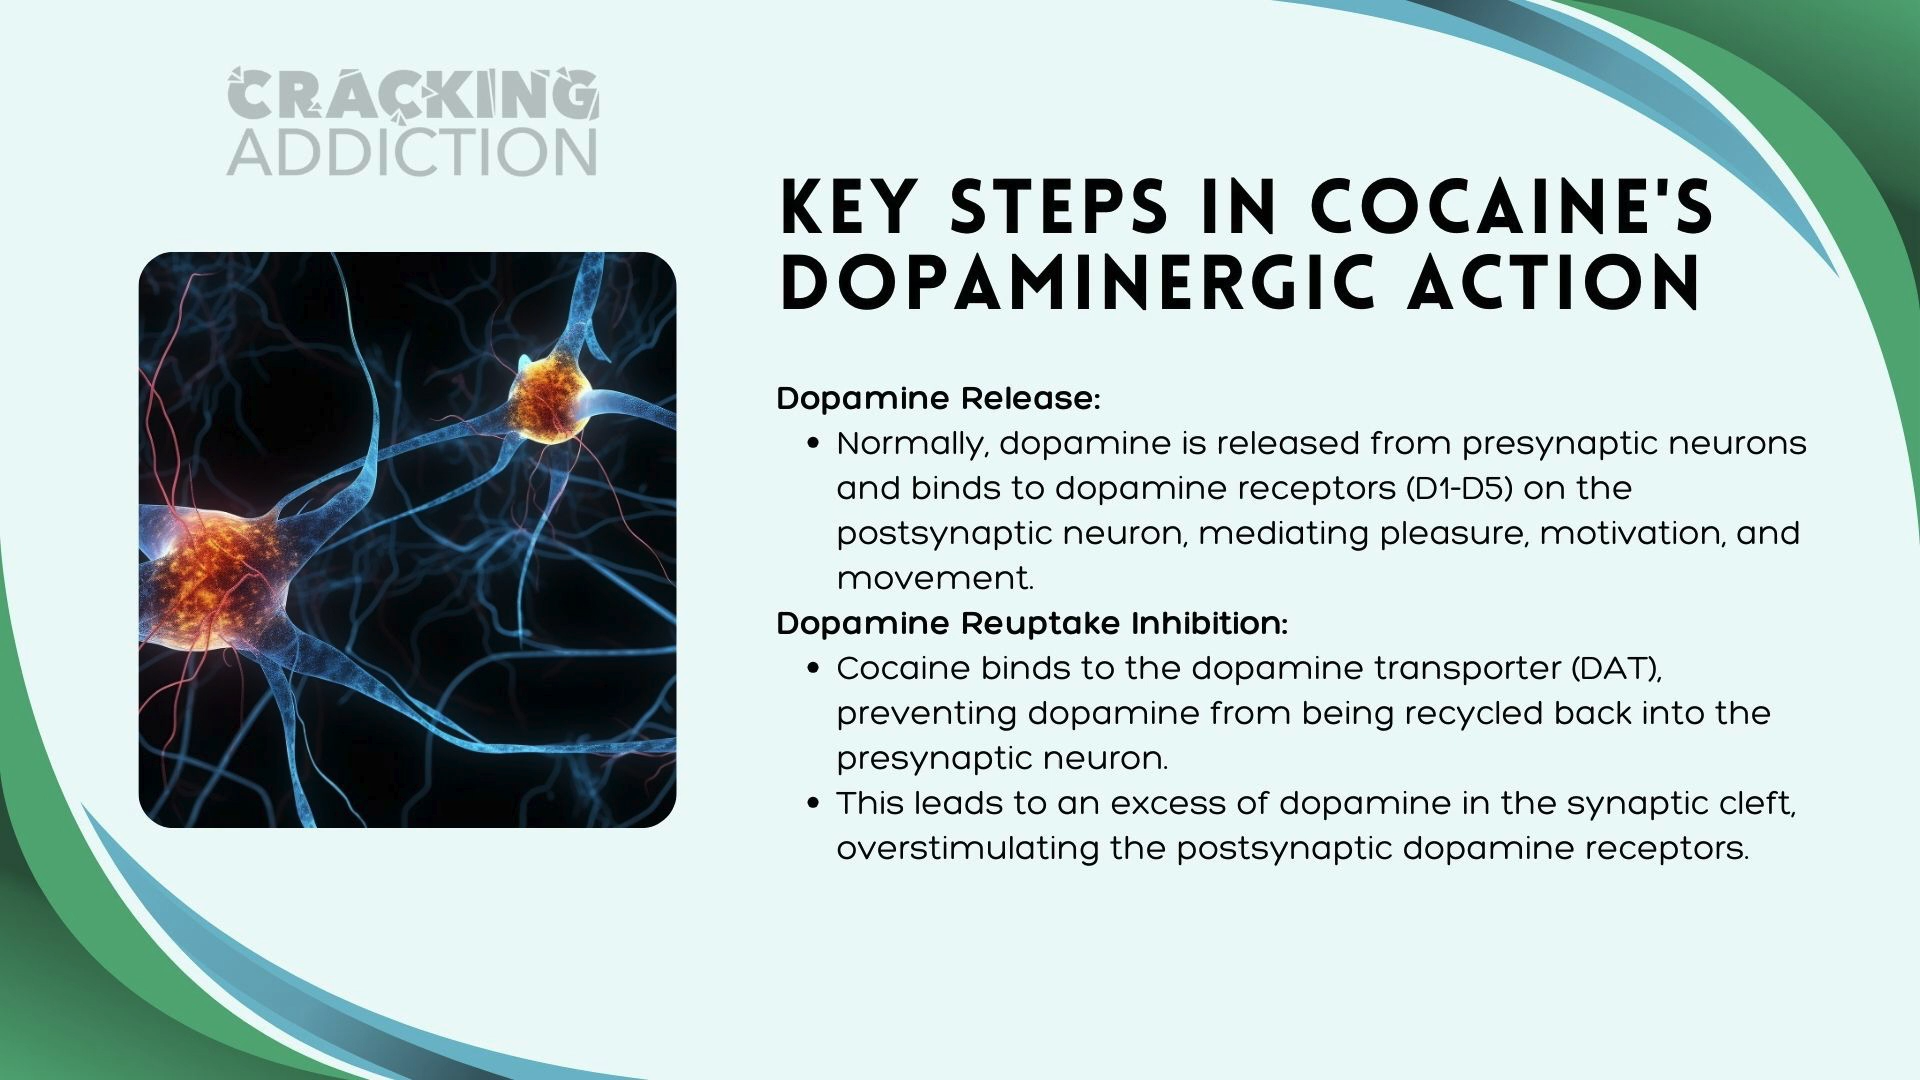 CRACKING
ADDICTION
KEY STEPS IN COCAINE'S
DOPAMINERGIC ACTION
Dopamine Release:
• Normally, dopamine is released from presynaptic neurons
and binds to dopamine receptors (D1-D5) on the
postsynaptic neuron, mediating pleasure, motivation, and
movement.
Dopamine Reuptake Inhibition:
• Cocaine binds to the dopamine transporter (DAT),
preventing dopamine from being recycled back into the
presynaptic neuron.
• This leads to an excess of dopamine in the synaptic cleft,
overstimulating the postsynaptic dopamine receptors.